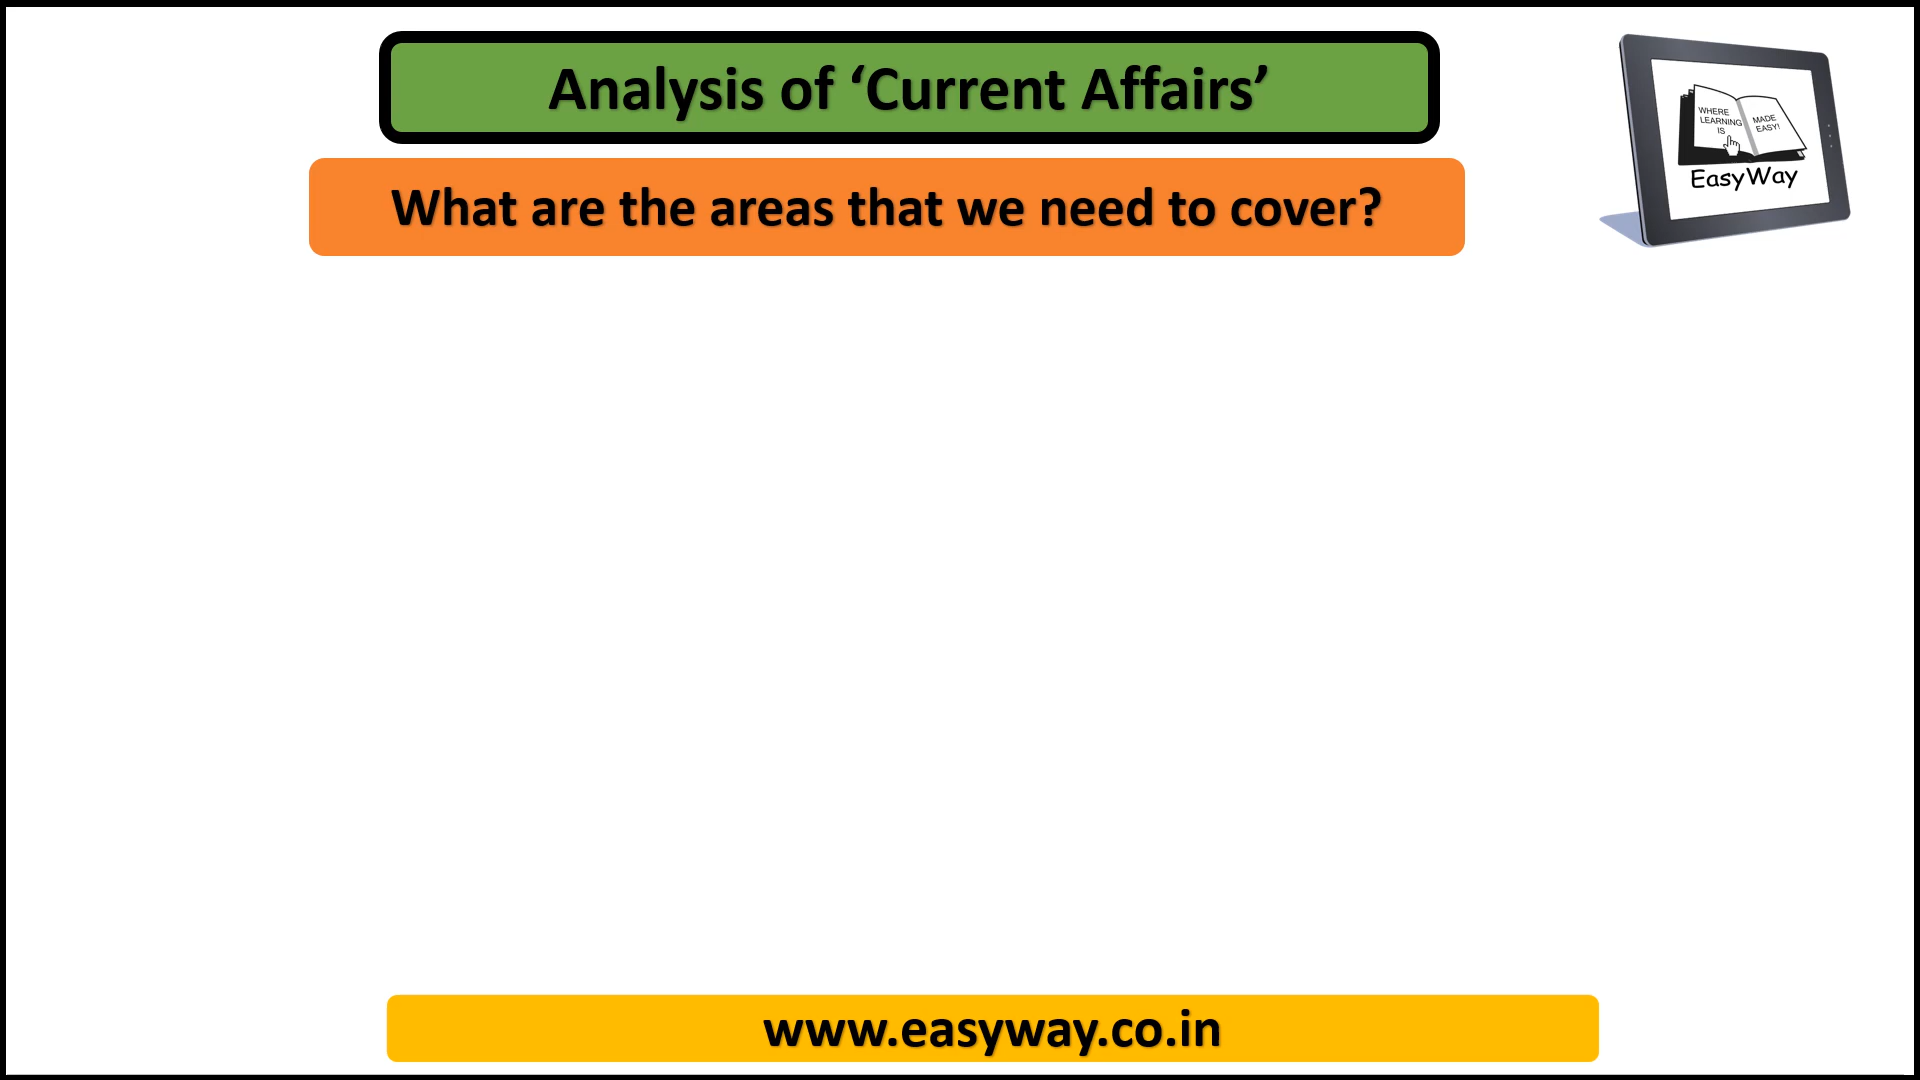 Analysis of ‘Current Affairs’
What are the areas that we need to cover?
WHERE
LEARNING
IS
MADE
EASY!
EasyWay
www.easyway.co.in